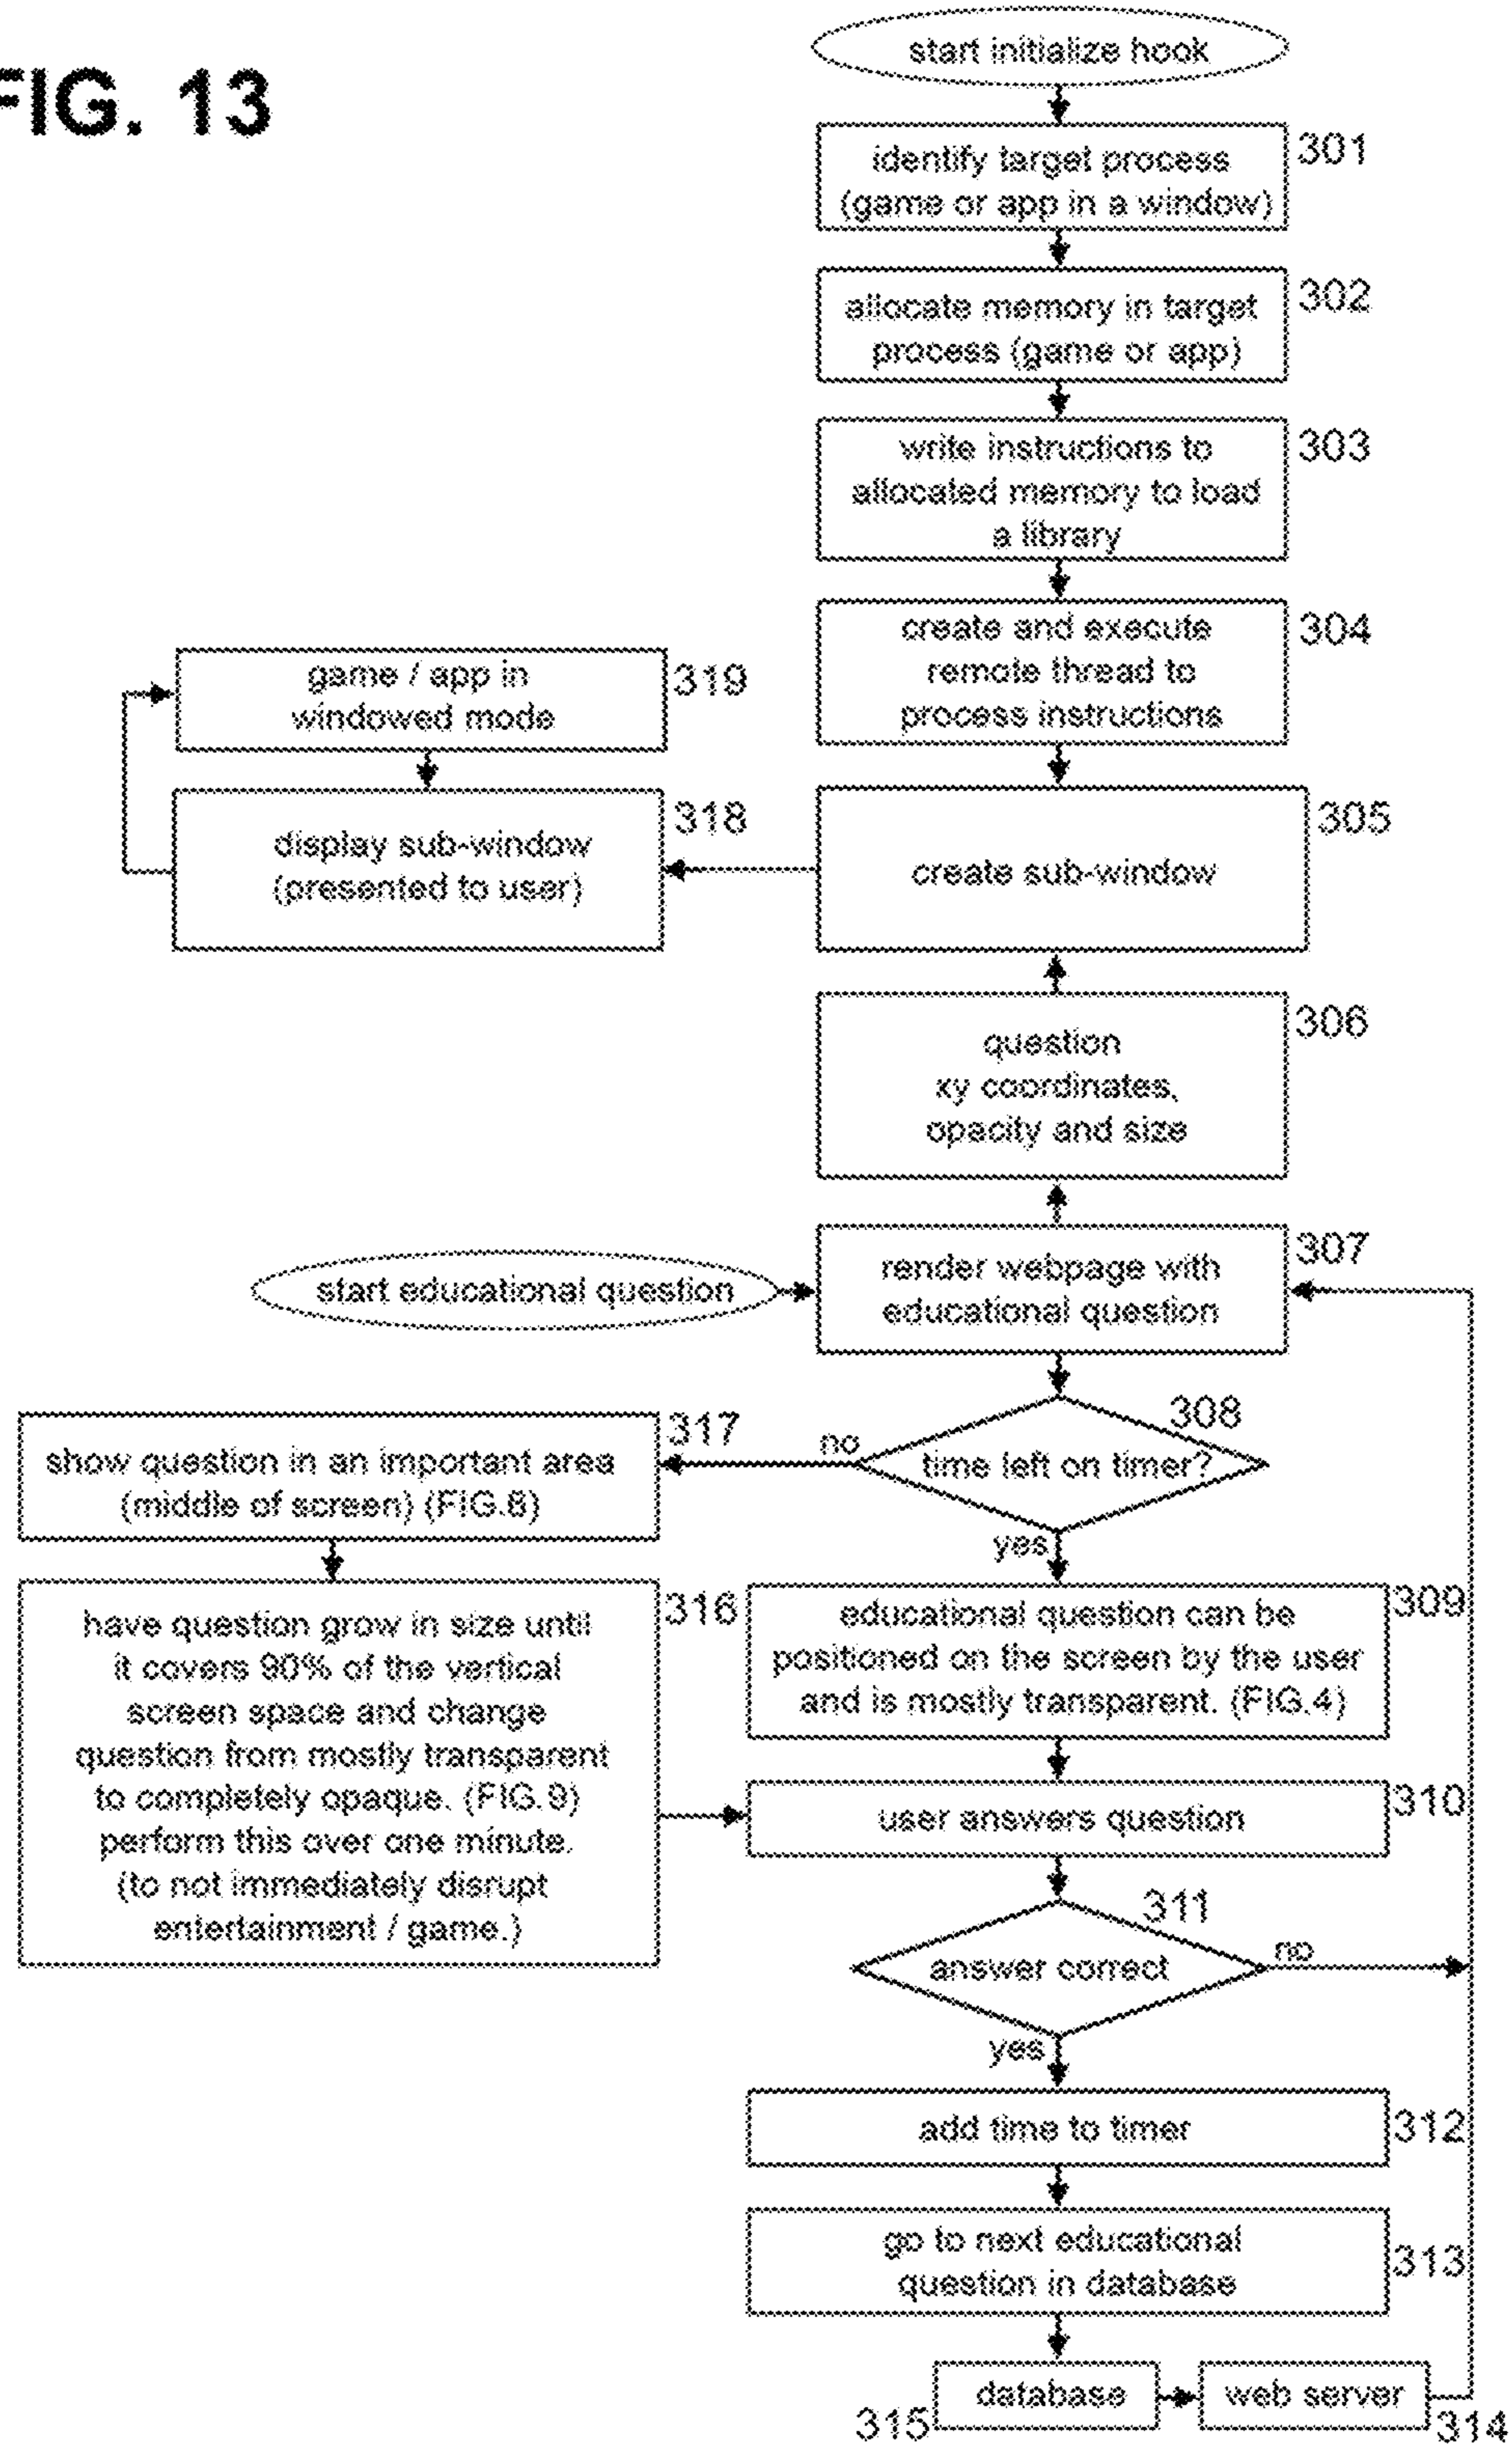 FIG. 13
start initialize hook
301
identify target process
(game or app in a window)
302
allocate memory in target
process (game or app)
303
write instructions to
allocated memory to load
a library
304
create and execute
remote thread to
process instructions
319
game / app in
windowed mode
318
display sub-window
(presented to user)
305
create sub-window
306
question
xy coordinates,
opacity and size
307
render webpage with
educational question
start educational question
308
time left on timer?
no
yes
317
show question in an important area
(middle of screen) (FIG.8)
316
have question grow in size until
it covers 90% of the vertical
screen space and change
question from mostly transparent
to completely opaque. (FIG.9)
perform this over one minute.
(to not immediately disrupt
entertainment / game.)
309
educational question can be
positioned on the screen by the user
and is mostly transparent. (FIG.4)
310
user answers question
311
answer correct
no
yes
312
add time to timer
313
go to next educational
question in database
database
315
web server
314